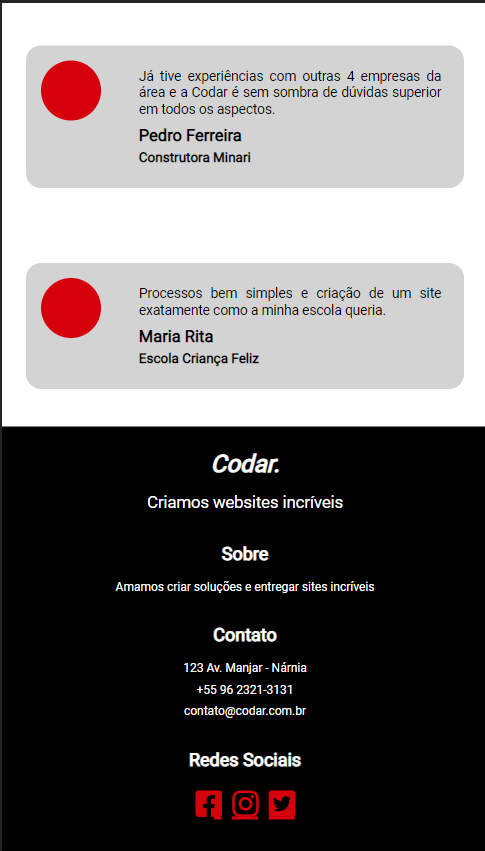 Já tive experiências com outras 4 empresas da
área e a Codar é sem sombra de dúvidas superior
em todos os aspectos.
Pedro Ferreira
Construtora Minari
Processos bem simples e criação de um site
exatamente como a minha escola queria.
Maria Rita
Escola Criança Feliz
Codar.
Criamos websites incríveis
Sobre
Amamos criar soluções e entregar sites incríveis
Contato
123 Av. Manjar - Nárnia
+55 96 2321-3131
contato@codar.com.br
Redes Sociais